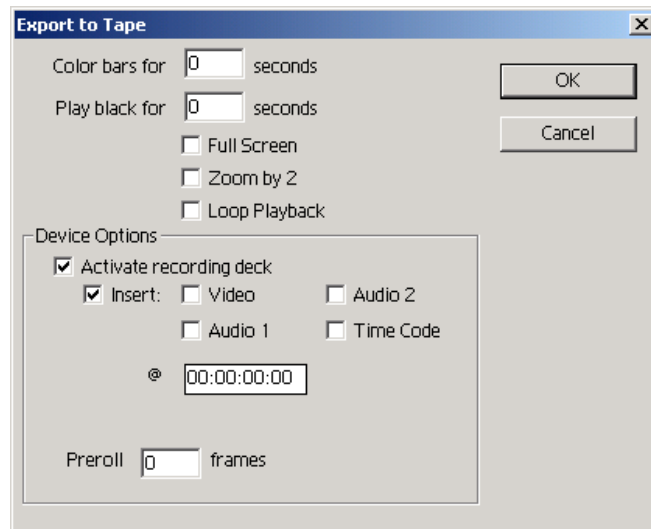 Export to Tape
Color bars for 0 seconds
OK
Play black for 0 seconds
Cancel
Full Screen
Zoom by 2
Loop Playback
Device Options
Activate recording deck
Insert: Video Audio 2
Audio 1 Time Code
@ 00:00:00:00
Preroll 0 frames